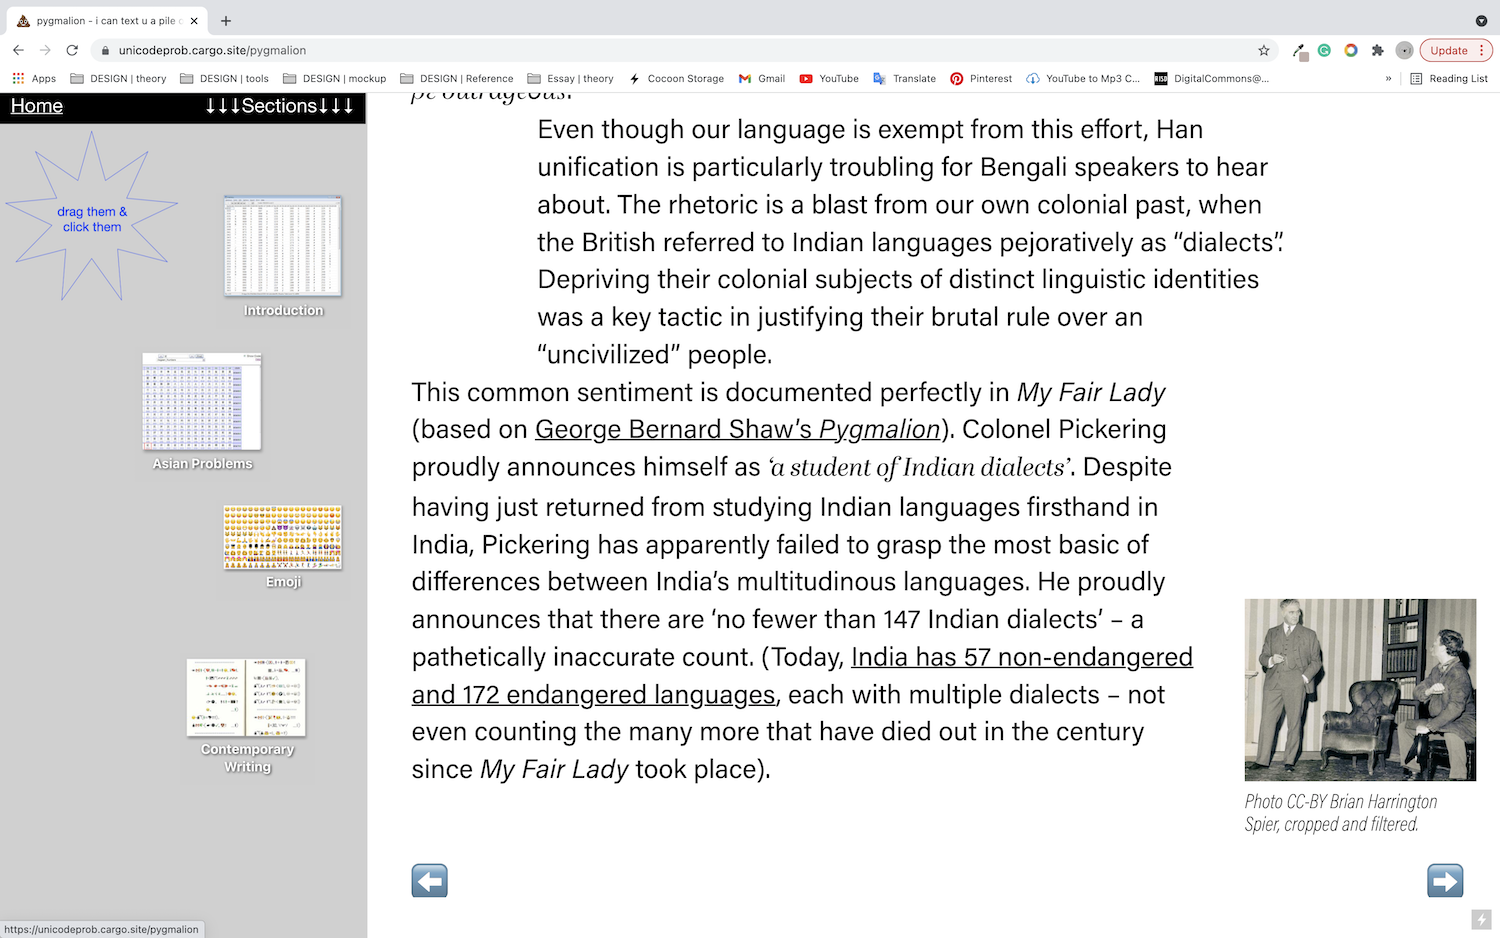 pygmalion - i can text u a pile o
unicodeprob.cargo.site/pygmalion
Update
Apps
DESIGN | theory
DESIGN | tools
DESIGN | mockup
DESIGN | Reference
Essay | theory
Cocoon Storage
Gmail
YouTube
Translate
Pinterest
YouTube to Mp3 C...
RISD
DigitalCommons@...
»
Reading List
Home
↓↓↓Sections↓↓↓
drag them &
click them
Introduction
Asian Problems
Emoji
Contemporary
Writing
be outrageous.
Even though our language is exempt from this effort, Han
unification is particularly troubling for Bengali speakers to hear
about. The rhetoric is a blast from our own colonial past, when
the British referred to Indian languages pejoratively as “dialects”.
Depriving their colonial subjects of distinct linguistic identities
was a key tactic in justifying their brutal rule over an
“uncivilized” people.
This common sentiment is documented perfectly in My Fair Lady
(based on George Bernard Shaw’s Pygmalion). Colonel Pickering
proudly announces himself as ‘a student of Indian dialects’. Despite
having just returned from studying Indian languages firsthand in
India, Pickering has apparently failed to grasp the most basic of
differences between India’s multitudinous languages. He proudly
announces that there are ‘no fewer than 147 Indian dialects’ – a
pathetically inaccurate count. (Today, India has 57 non-endangered
and 172 endangered languages, each with multiple dialects – not
even counting the many more that have died out in the century
since My Fair Lady took place).
Photo CC-BY Brian Harrington
Spier, cropped and filtered.
https://unicodeprob.cargo.site/pygmalion